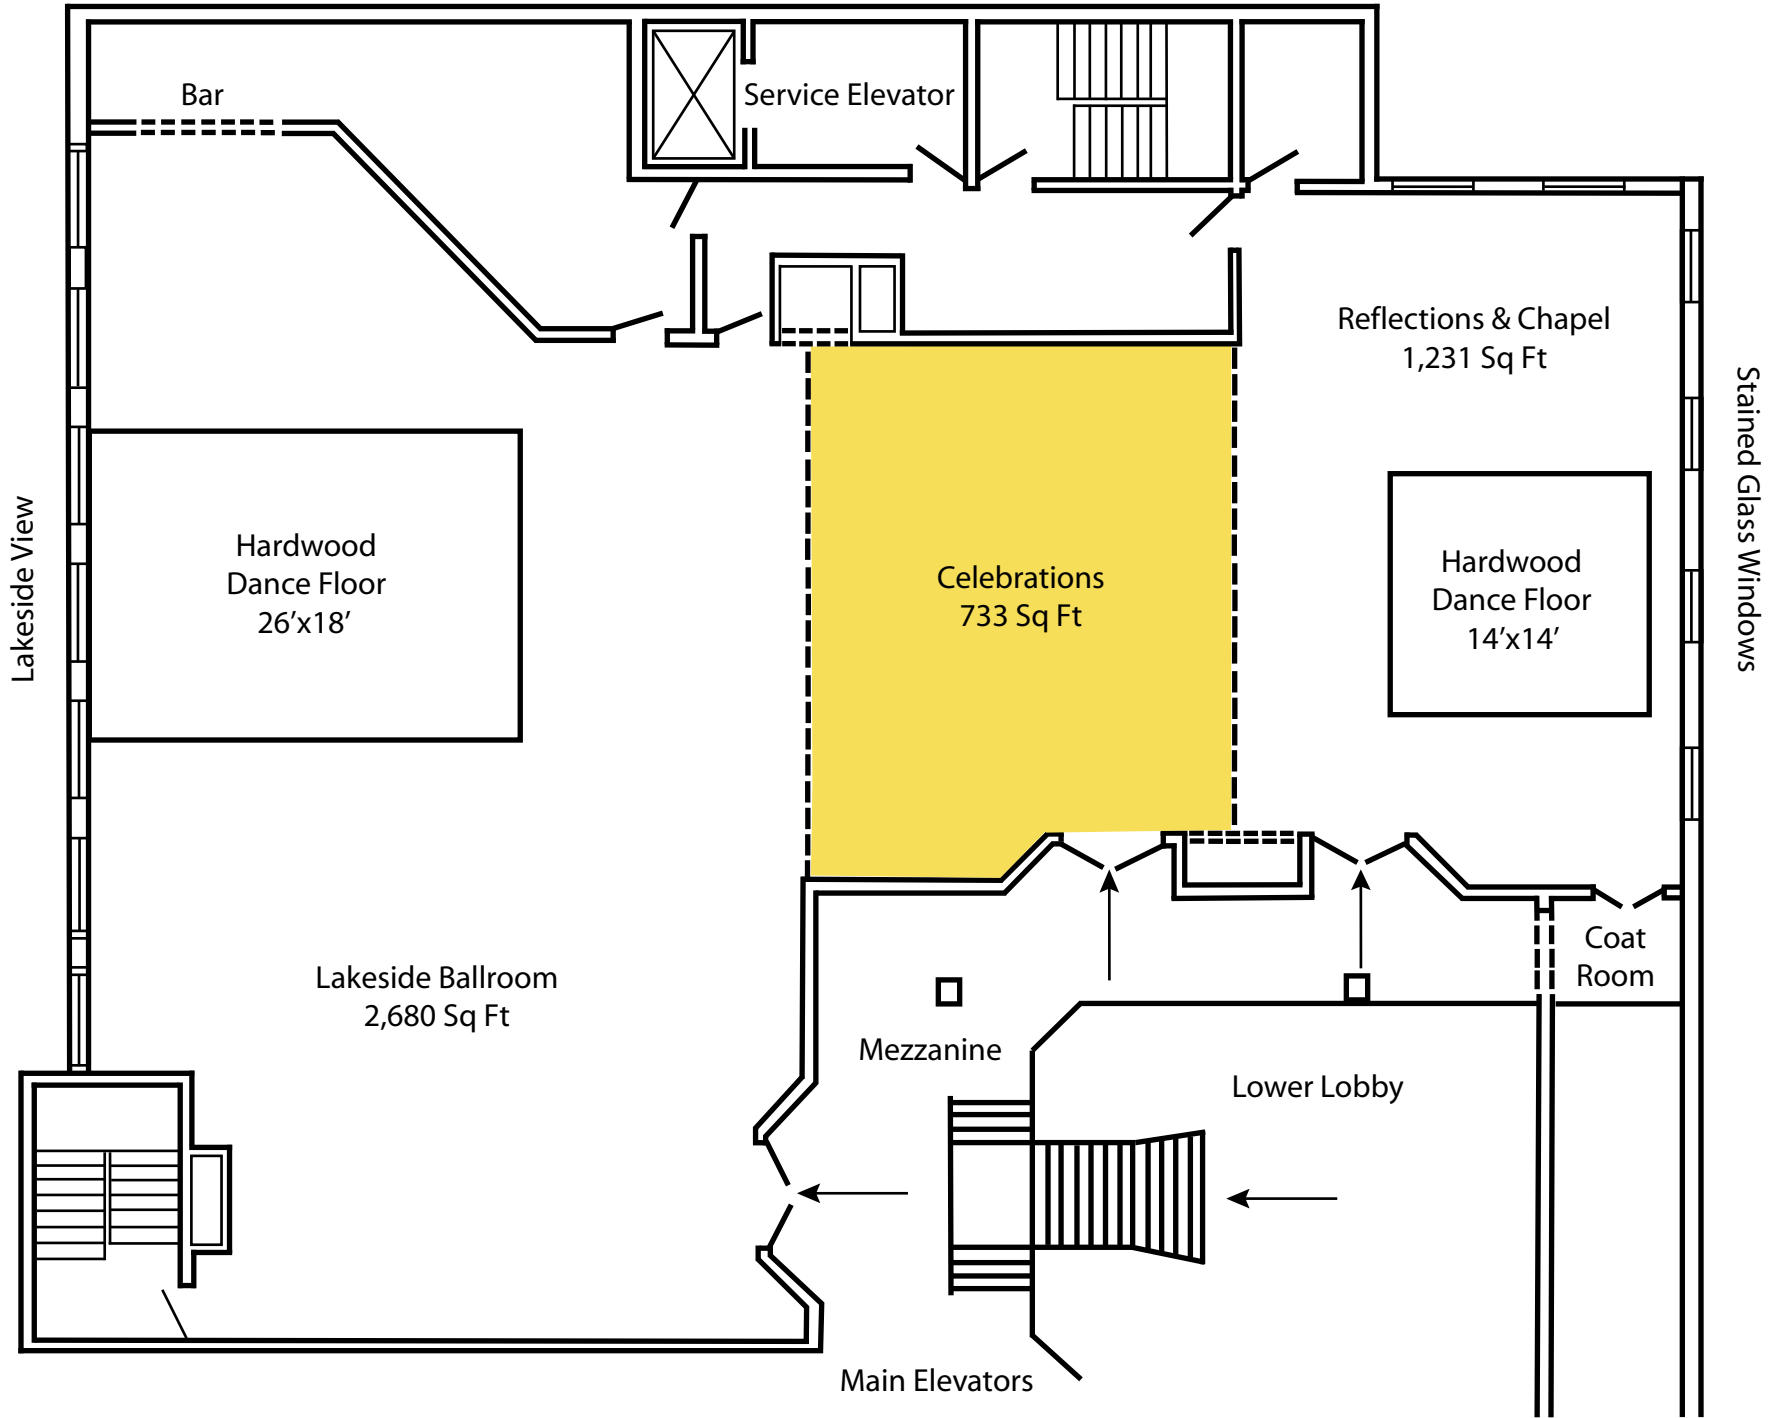 Bar
Service Elevator
Reflections & Chapel
1,231 Sq Ft
Lakeside View
Hardwood
Dance Floor
26’x18’
Celebrations
733 Sq Ft
Hardwood
Dance Floor
14’x14’
Stained Glass Windows
Lakeside Ballroom
2,680 Sq Ft
Coat
Room
Mezzanine
Lower Lobby
Main Elevators